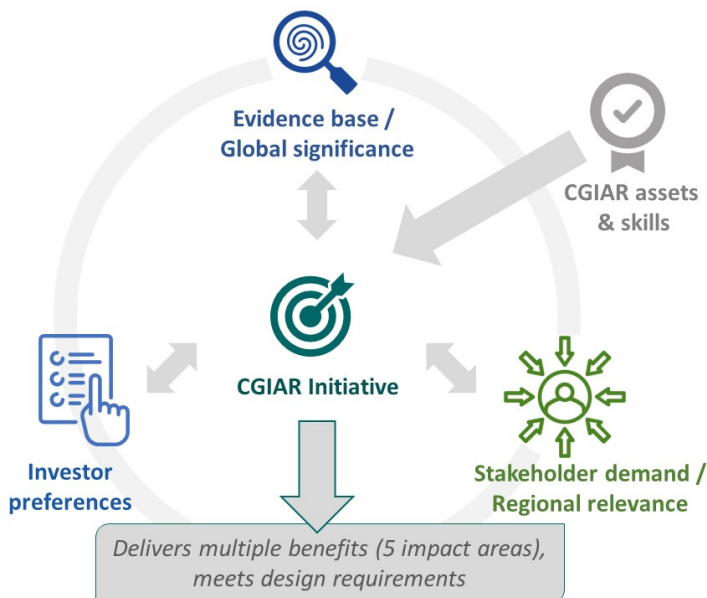 Evidence base /
Global significance
CGIAR assets
& skills
CGIAR Initiative
Investor
preferences
Stakeholder demand /
Regional relevance
Delivers multiple benefits (5 impact areas),
meets design requirements